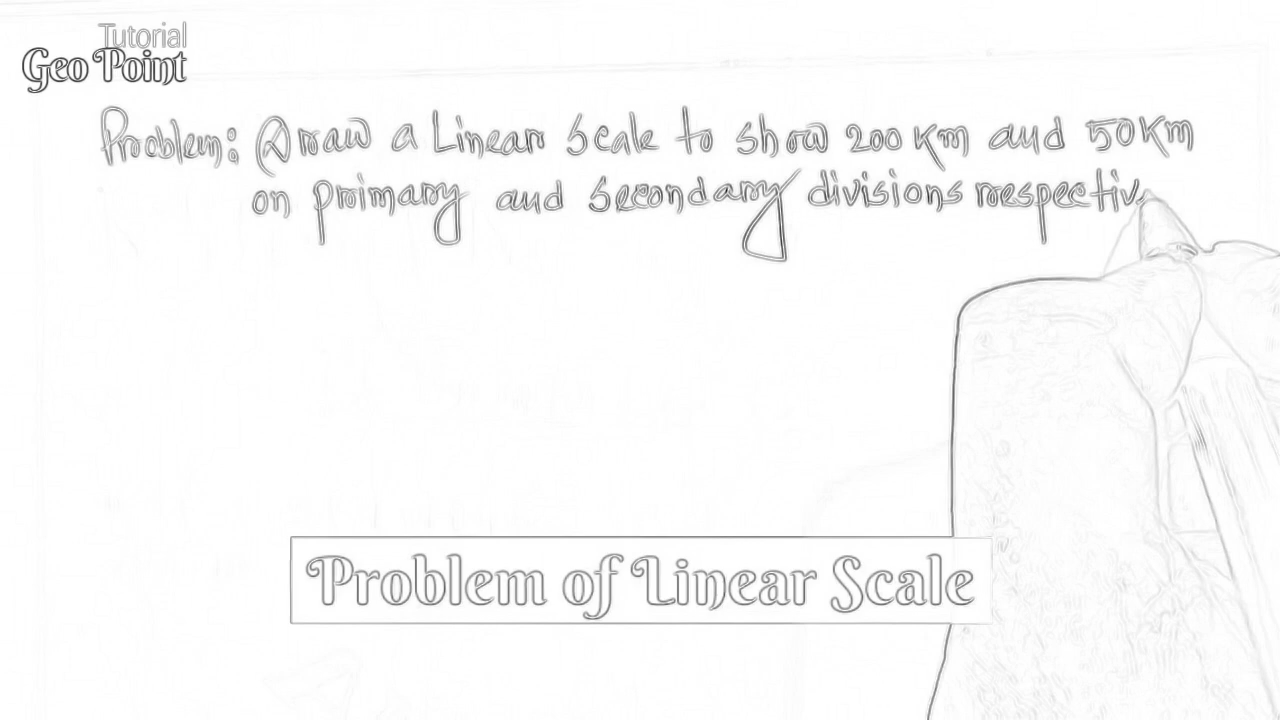 Tutorial
Geo Point
Problem: Draw a Linear Scale to show 200 Km and 50 Km
on primary and secondary divisions respectiv
Problem of Linear Scale